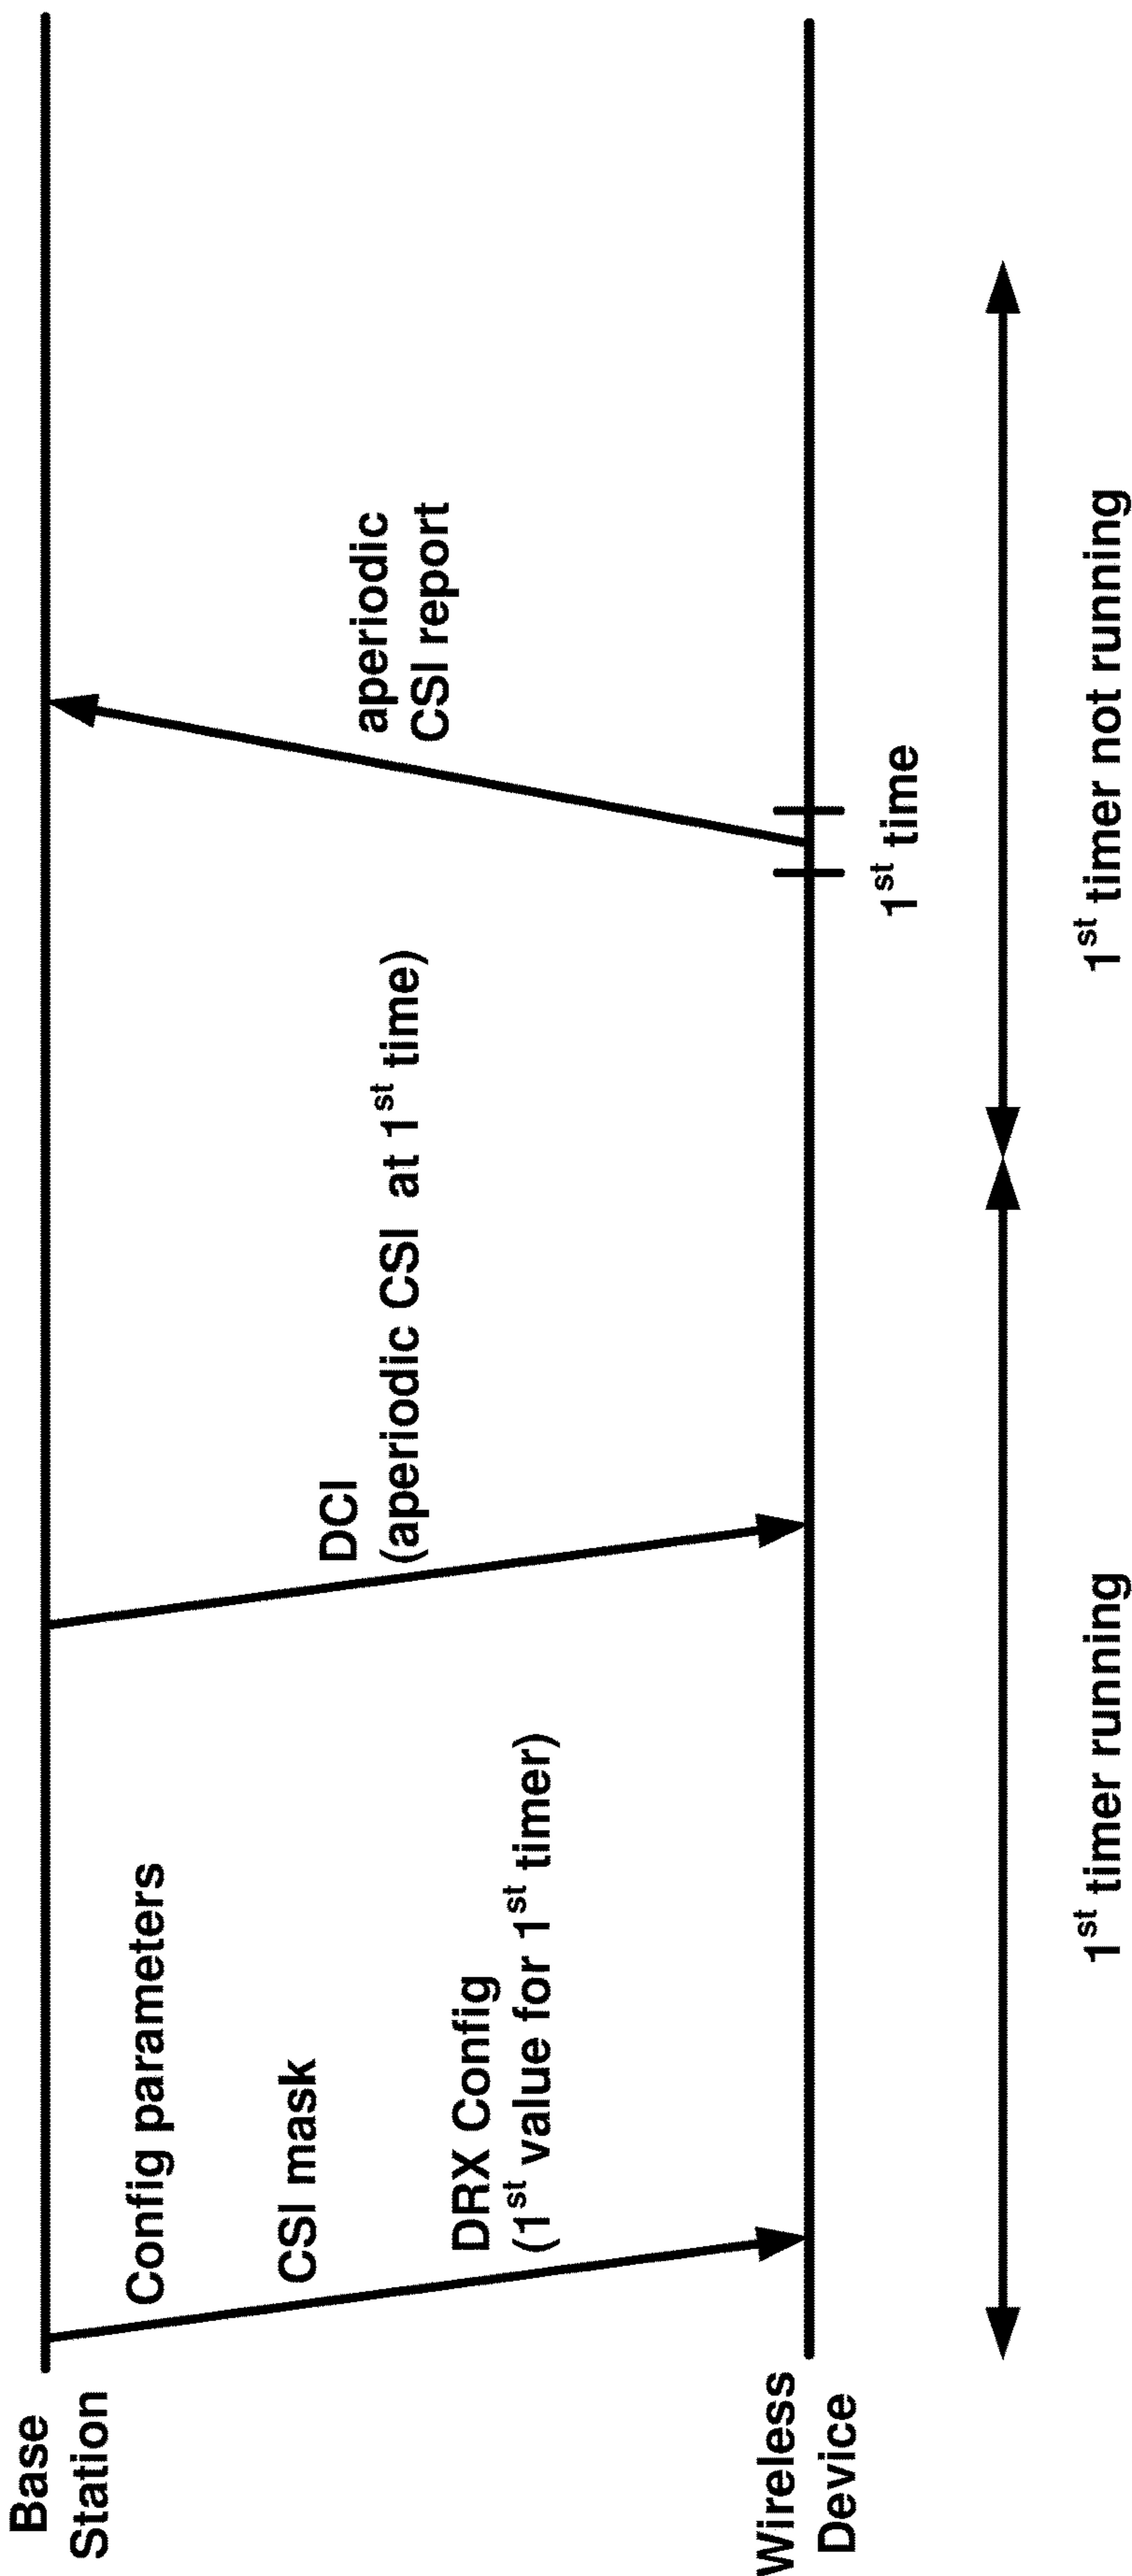 Base
Station
Config parameters
CSI mask
DRX Config
(1st value for 1st timer)
DCI
(aperiodic CSI at 1st time)
aperiodic
CSI report
Wireless
Device
1st time
1st timer running
1st timer not running